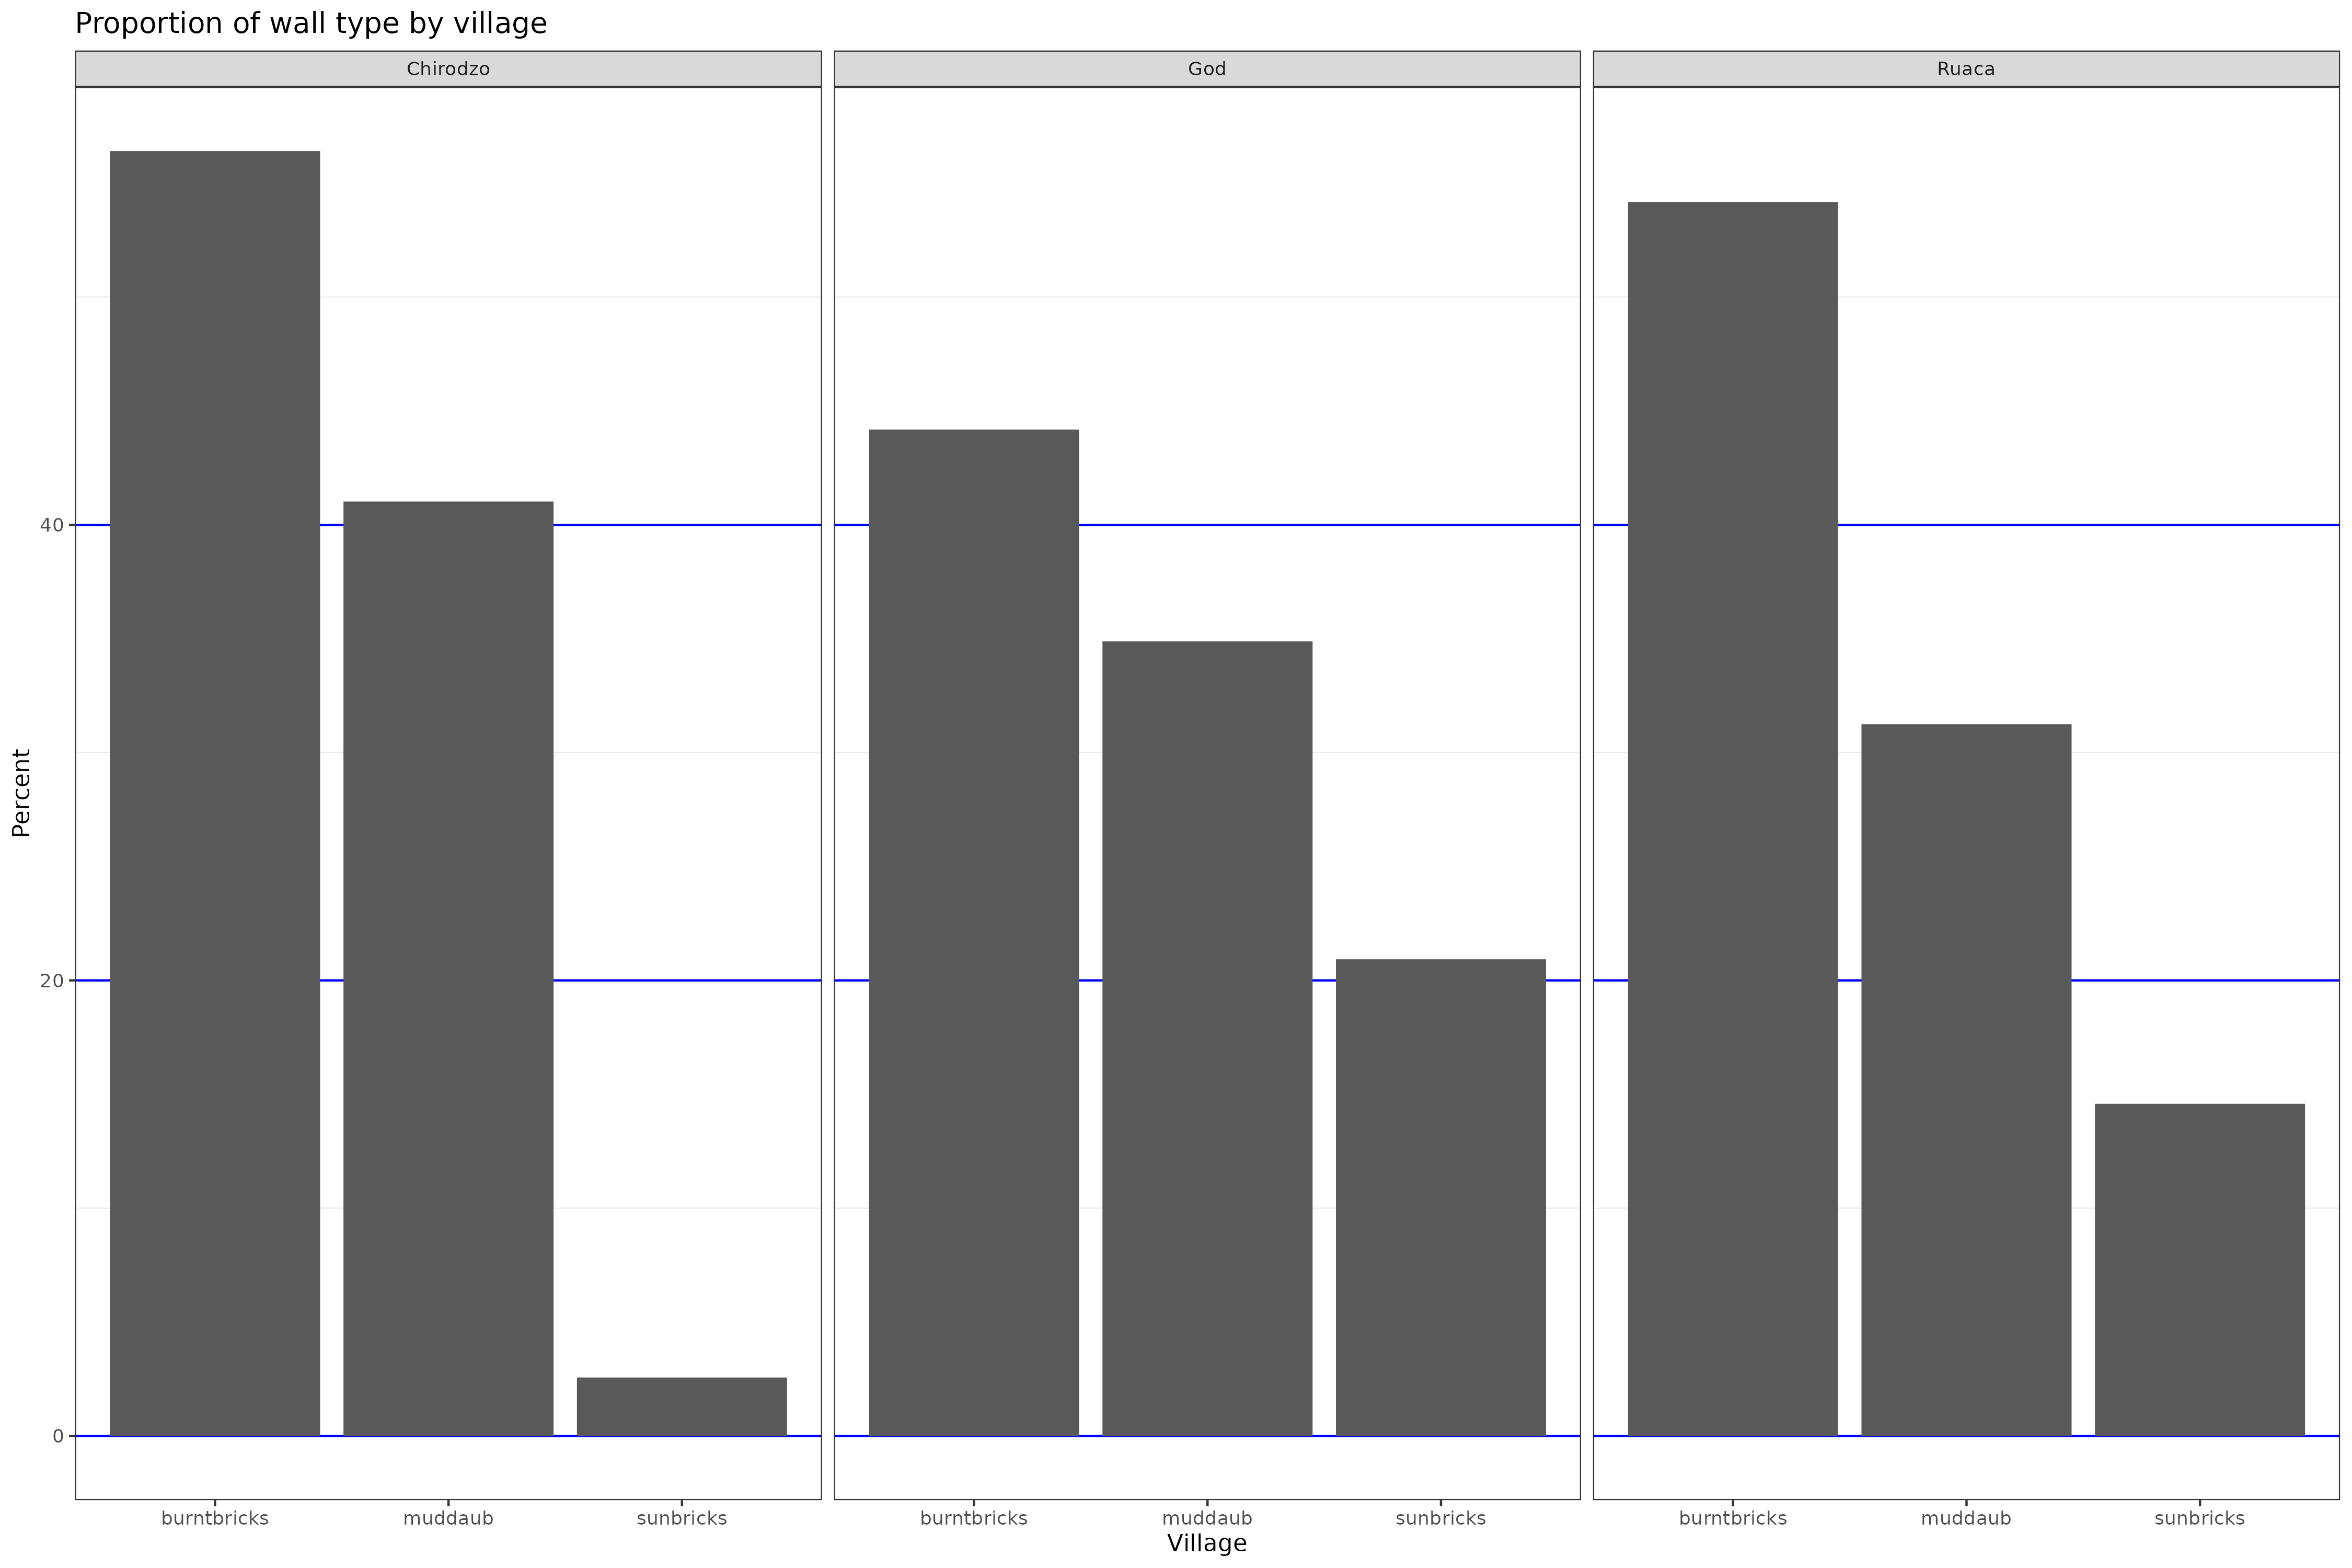 Proportion of wall type by village
Chirodzo God Ruaca
Percent
40
20
0
burntbricks muddaub sunbricks burntbricks muddaub sunbricks burntbricks muddaub sunbricks
Village